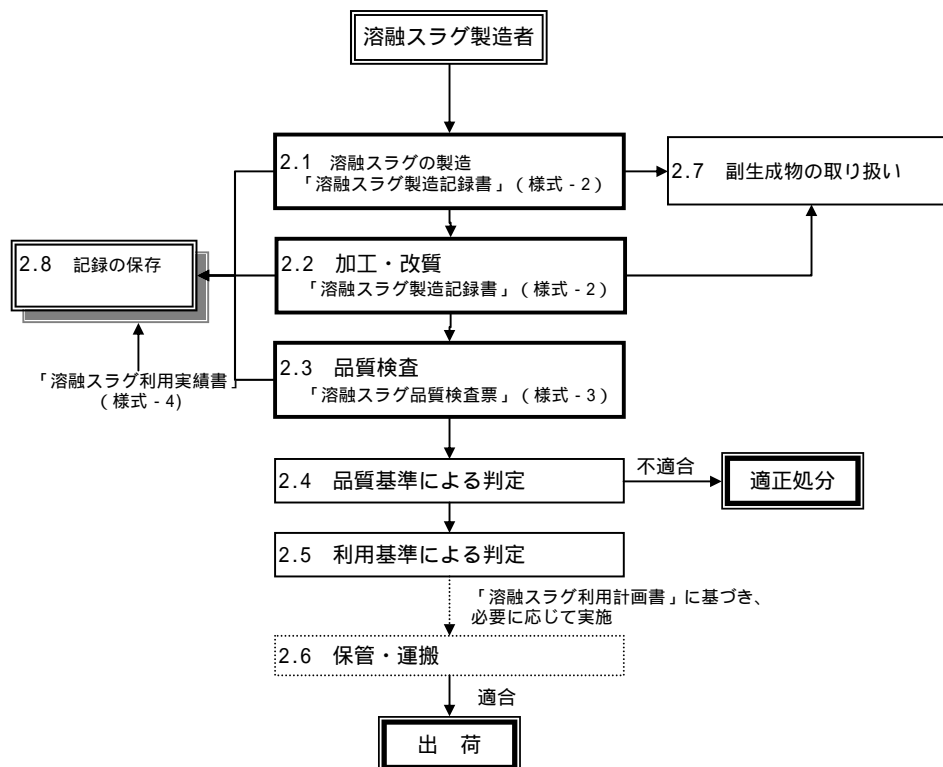 溶融スラグ製造者
2.1 溶融スラグの製造
「溶融スラグ製造記録書」（様式-2）
2.7 副生成物の取り扱い
2.8 記録の保存
2.2 加工・改質
「溶融スラグ製造記録書」（様式-2）
「溶融スラグ利用実績書」
（様式-4)
2.3 品質検査
「溶融スラグ品質検査票」（様式-3）
2.4 品質基準による判定
不適合
適正処分
2.5 利用基準による判定
「溶融スラグ利用計画書」に基づき、
必要に応じて実施
2.6 保管・運搬
適合
出 荷